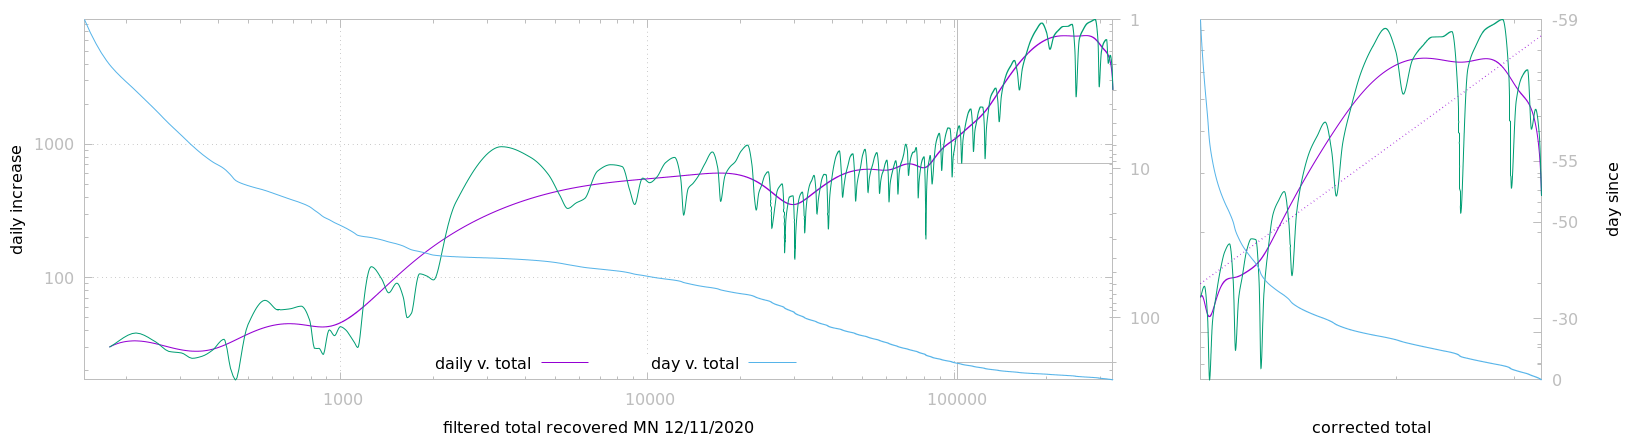 1
-59
1000
10
-55
daily increase
day since
-50
100
100
-30
daily v. total
day v. total
0
1000
10000
100000
filtered total recovered MN 12/11/2020
corrected total